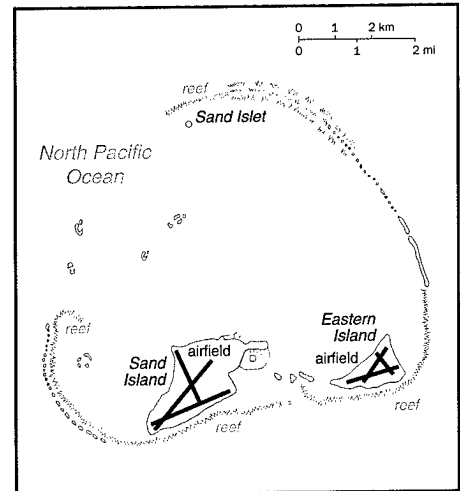 0 1 2 km
0 1 2 mi
reef
Sand Islet
North Pacific
Ocean
reef
Sand
Island
airfield
Eastern
Island
airfield
reef
reef